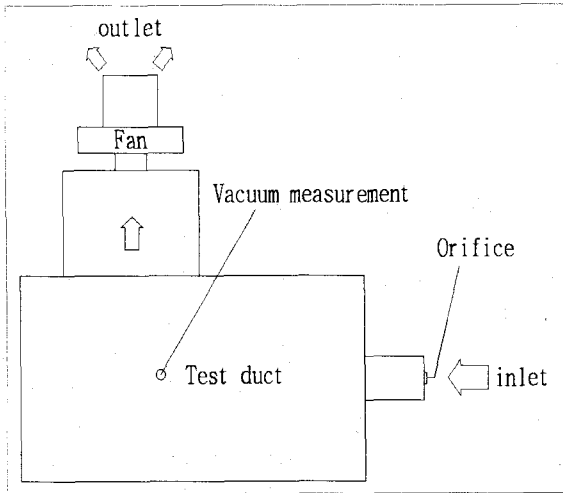 outlet
Fan
Vacuum measurement
Orifice
Test duct
inlet